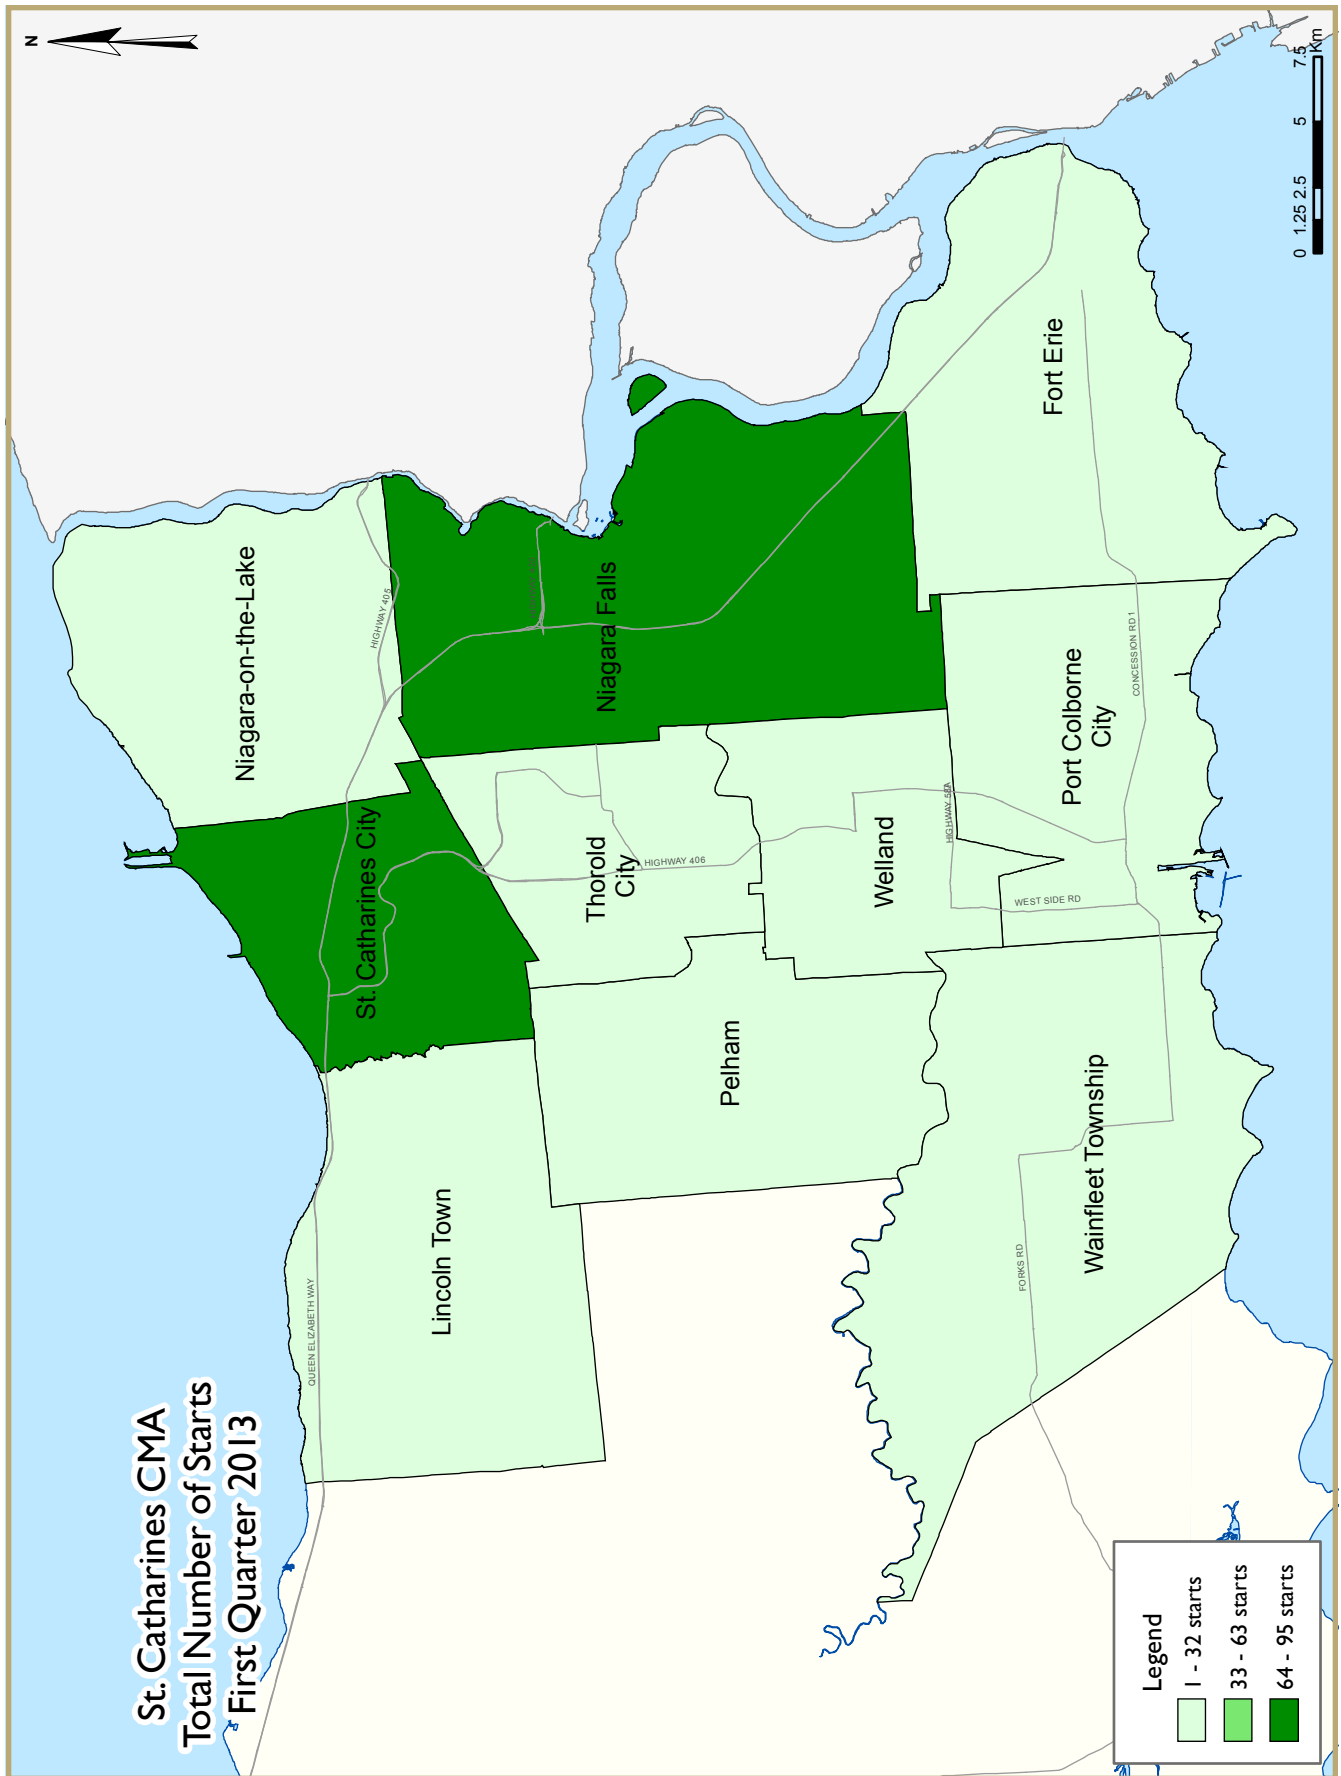 St. Catharines CMA
Total Number of Starts
First Quarter 2013
N
Niagara-on-the-Lake
HIGHWAY 405
St. Catharines City
QUEEN ELIZABETH WAY
Lincoln Town
Niagara Falls
Thorold
City
HIGHWAY 406
Pelham
Welland
HIGHWAY 58A
WEST SIDE RD
Fort Erie
Port Colborne
City
CONCESSION RD 1
Wainfleet Township
FORKS RD
Legend
1 - 32 starts
33 - 63 starts
64 - 95 starts
0 1.25 2.5 5 7.5
Km